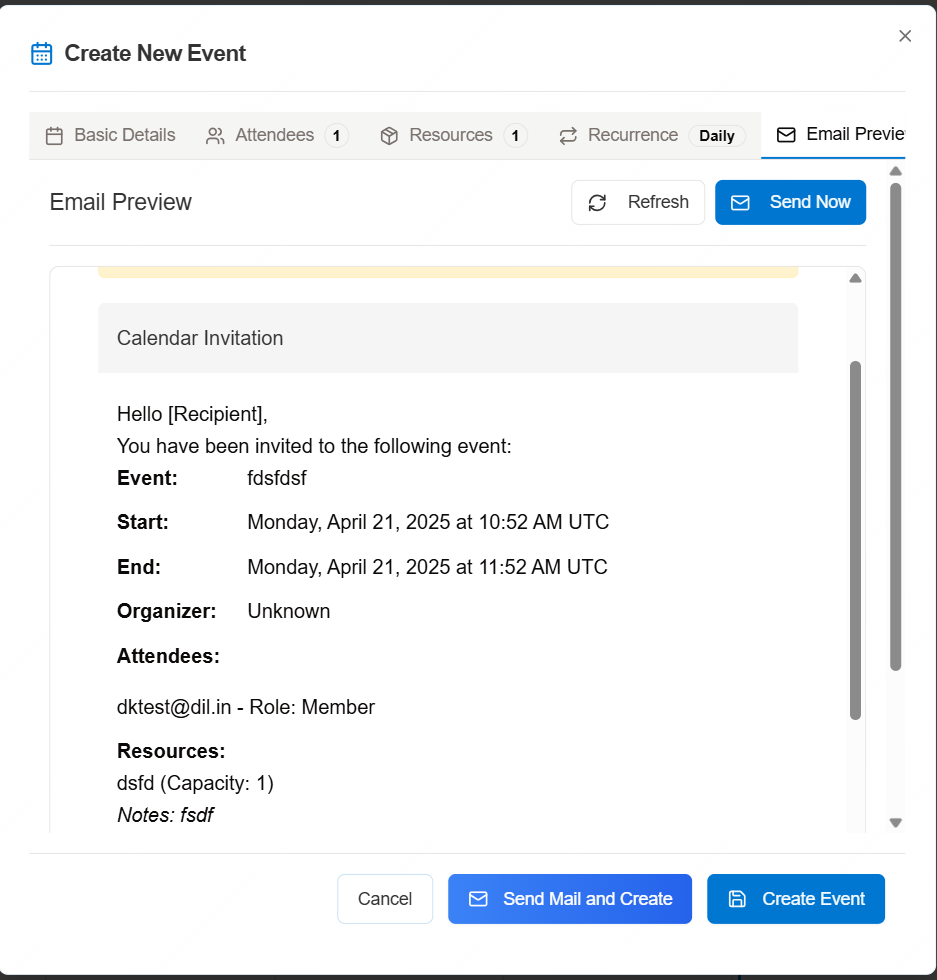 Create New Event
Basic Details
Attendees 1
Resources 1
Recurrence Daily
Email Previe
Email Preview
Refresh
Send Now
Calendar Invitation
Hello [Recipient],
You have been invited to the following event:
Event: fdsfdsf
Start: Monday, April 21, 2025 at 10:52 AM UTC
End: Monday, April 21, 2025 at 11:52 AM UTC
Organizer: Unknown
Attendees:
dktest@dil.in - Role: Member
Resources:
dsfd (Capacity: 1)
Notes: fsdf
Cancel
Send Mail and Create
Create Event